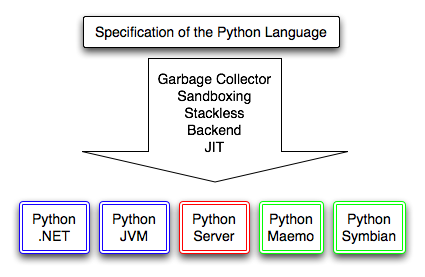 Specification of the Python Language
Garbage Collector
Sandboxing
Stackless
Backend
JIT
Python
.NET
Python
JVM
Python
Server
Python
Maemo
Python
Symbian